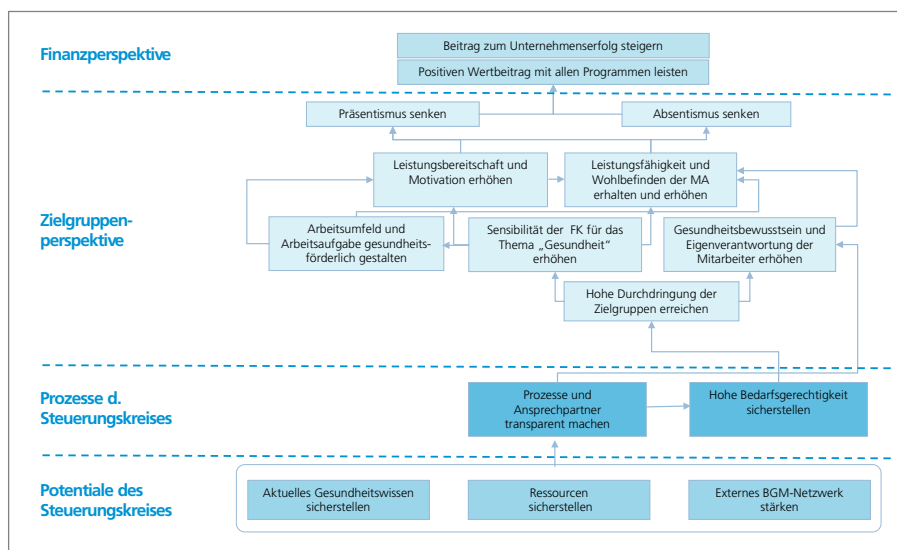 Finanzperspektive
Beitrag zum Unternehmenserfolg steigern
Positiven Wertbeitrag mit allen Programmen leisten
Präsentismus senken
Absentismus senken
Leistungsbereitschaft und
Motivation erhöhen
Leistungsfähigkeit und
Wohlbefinden der MA
erhalten und erhöhen
Zielgruppen-
perspektive
Arbeitsumfeld und
Arbeitsaufgabe gesundheits-
förderlich gestalten
Sensibilität der FK für das
Thema „Gesundheit“
erhöhen
Gesundheitsbewusstsein und
Eigenverantwortung der
Mitarbeiter erhöhen
Hohe Durchdringung der
Zielgruppen erreichen
Prozesse d.
Steuerungskreises
Prozesse und
Ansprechpartner
transparent machen
Hohe Bedarfsgerechtigkeit
sicherstellen
Potentiale des
Steuerungskreises
Aktuelles Gesundheitswissen
sicherstellen
Ressourcen
sicherstellen
Externes BGM-Netzwerk
stärken